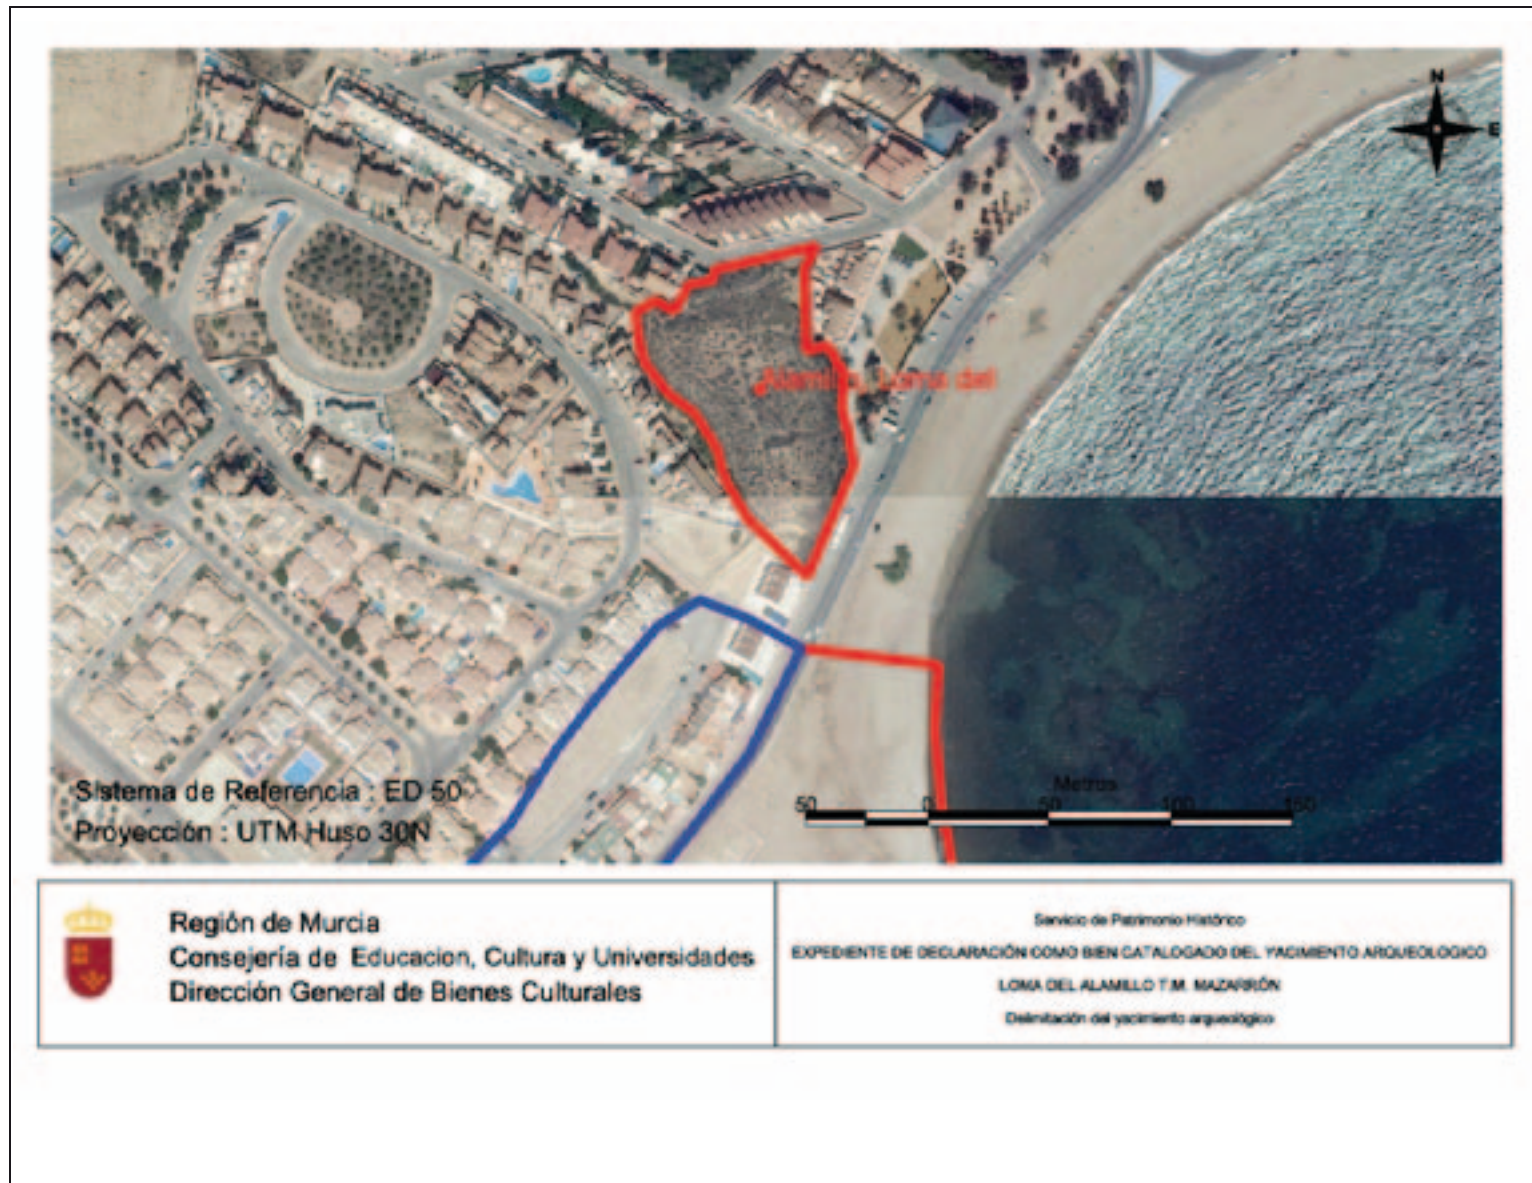 N
E
Alamillo, Loma del
Metros
50 0 50 100 150
Sistema de Referencia : ED 50
Proyección : UTM Huso 30N
Región de Murcia
Consejería de Educacion, Cultura y Universidades
Dirección General de Bienes Culturales
Servicio de Patrimonio Histórico
EXPEDIENTE DE DECLARACIÓN COMO BIEN CATALOGADO DEL YACIMIENTO ARQUEOLOGICO
LOMA DEL ALAMILLO T.M. MAZARRÓN
Delimitación del yacimiento arqueológico